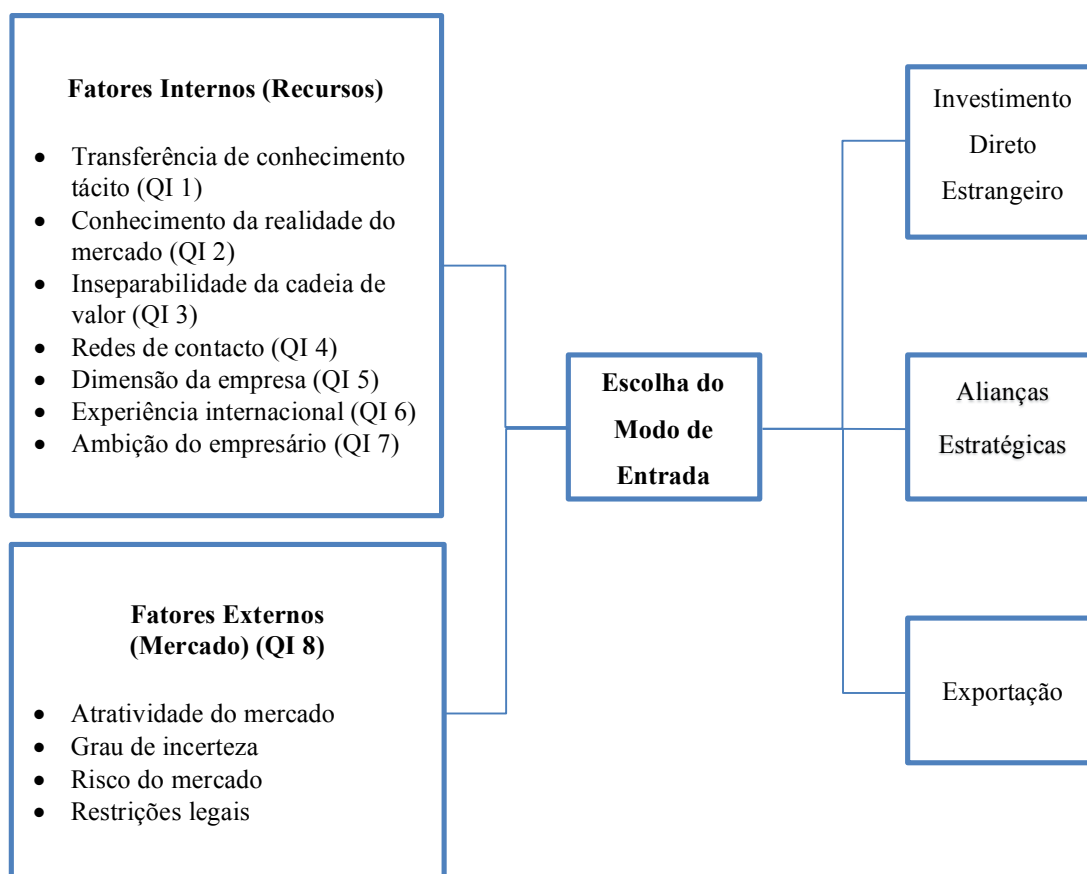 Fatores Internos (Recursos)
• Transferência de conhecimento
tácito (QI 1)
• Conhecimento da realidade do
mercado (QI 2)
• Inseparabilidade da cadeia de
valor (QI 3)
• Redes de contacto (QI 4)
• Dimensão da empresa (QI 5)
• Experiência internacional (QI 6)
• Ambição do empresário (QI 7)
Fatores Externos
(Mercado) (QI 8)
• Atratividade do mercado
• Grau de incerteza
• Risco do mercado
• Restrições legais
Escolha do
Modo de
Entrada
Investimento
Direto
Estrangeiro
Alianças
Estratégicas
Exportação